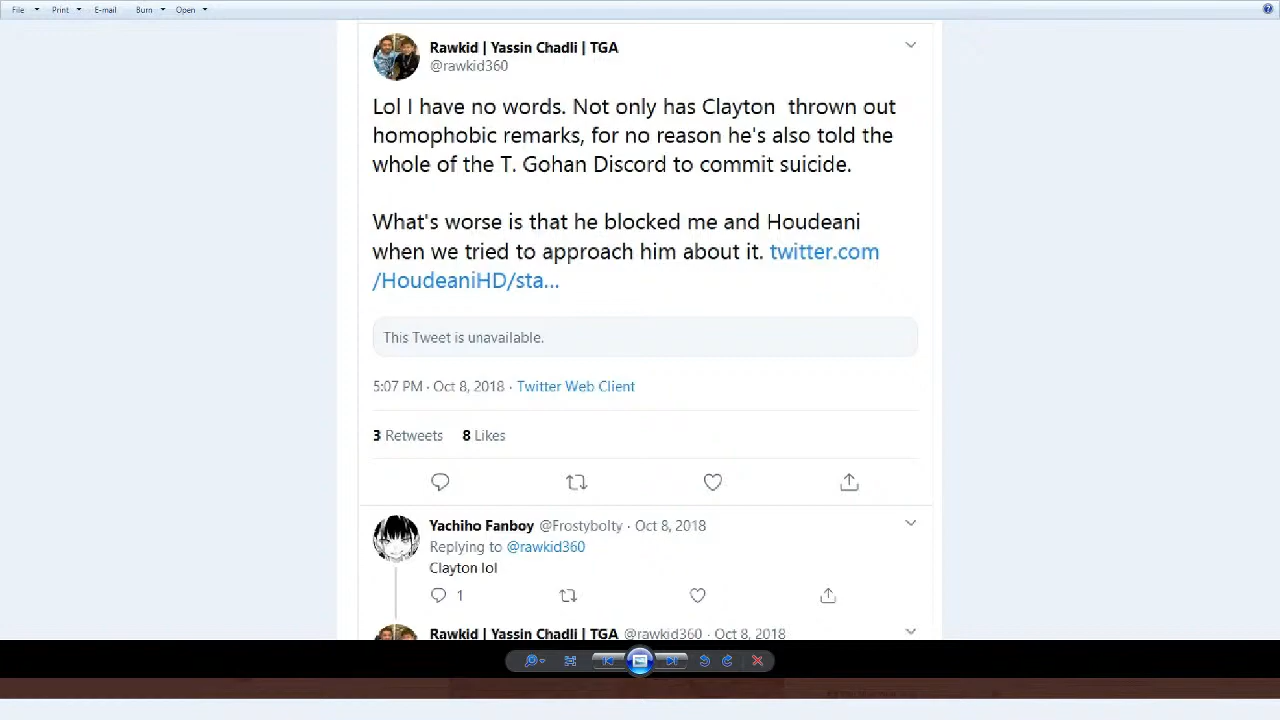 File Print E-mail Burn Open
Rawkid | Yassin Chadli | TGA
@rawkid360
Lol I have no words. Not only has Clayton thrown out
homophobic remarks, for no reason he's also told the
whole of the T. Gohan Discord to commit suicide.
What's worse is that he blocked me and Houdeani
when we tried to approach him about it. twitter.com
/HoudeaniHD/sta...
This Tweet is unavailable.
5:07 PM · Oct 8, 2018 · Twitter Web Client
3 Retweets 8 Likes
Yachiho Fanboy @Frostybolty · Oct 8, 2018
Replying to @rawkid360
Clayton lol
1
Rawkid | Yassin Chadli | TGA @rawkid360 · Oct 8, 2018